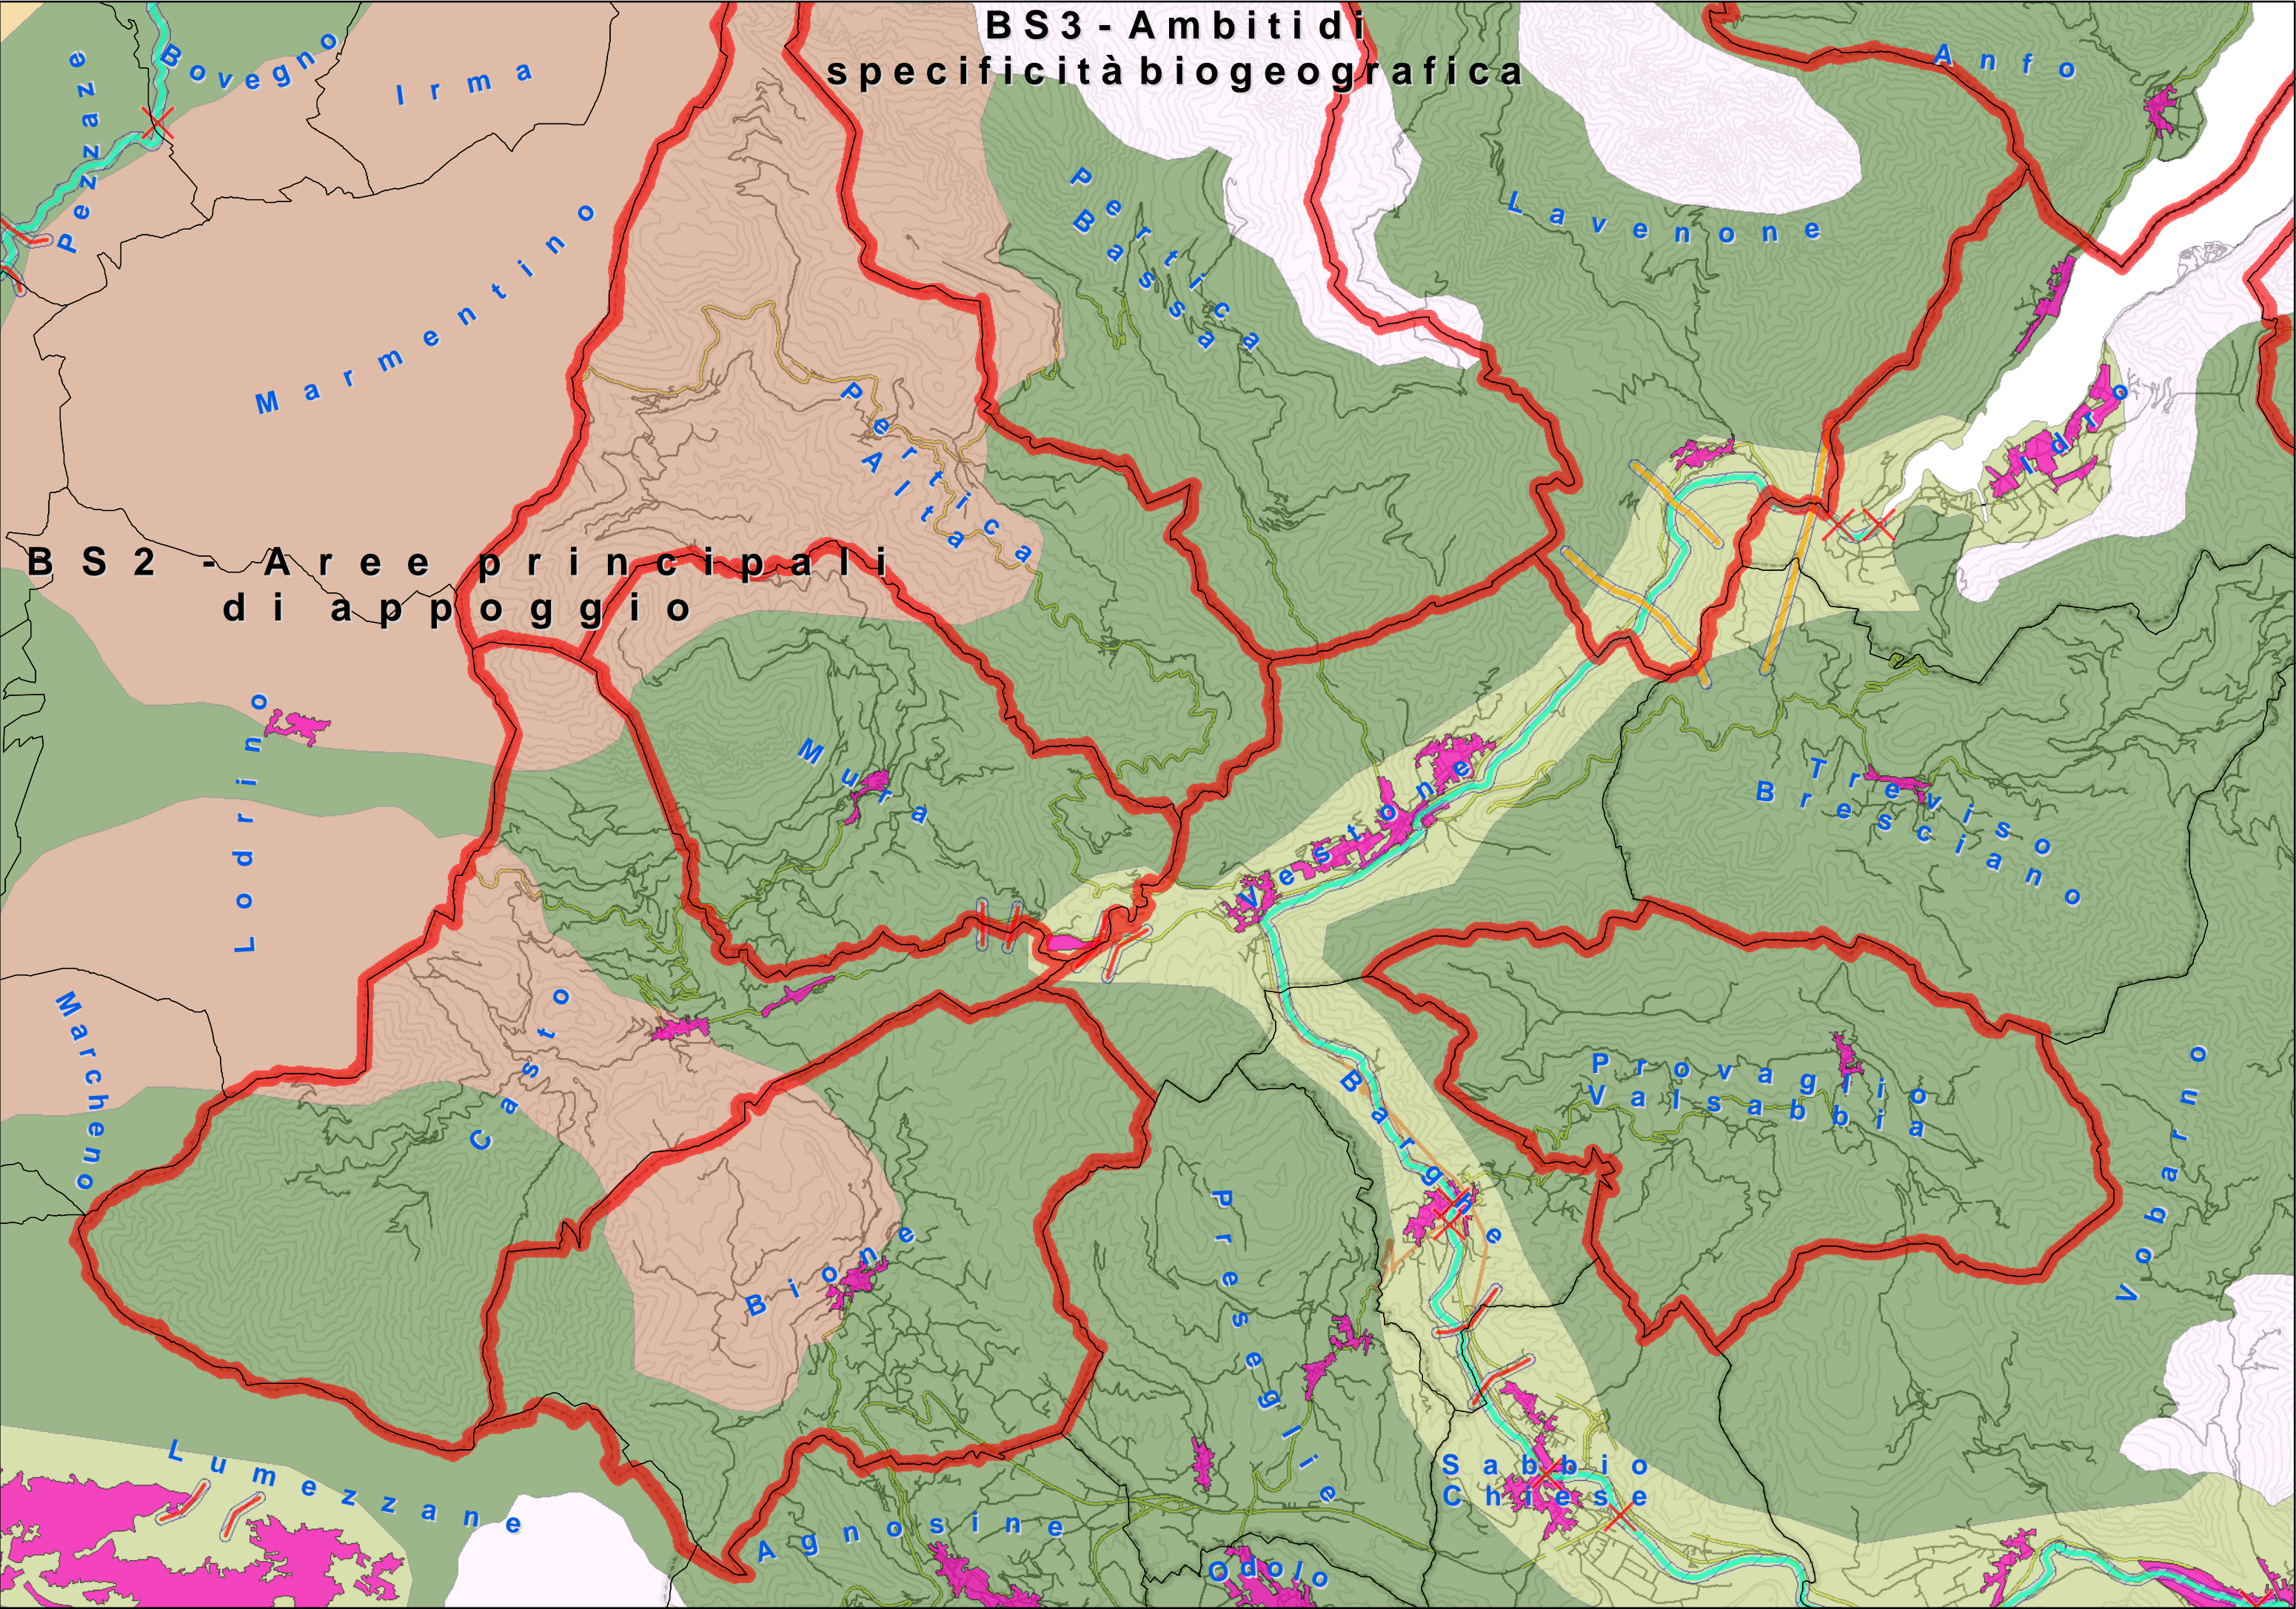 BS3 - Ambiti di
specificità biogeografica
Bovegno
Irma
Anfo
Pezzaze
Pertica
Bassa
Lavenone
Marmentino
Pertica
Alta
Idro
BS2 - Aree principali
di appoggio
Lodrino
Mura
Vestone
Treviso
Bresciano
Marcheno
Casto
Barghe
Provaglio
Valsabbia
Vobarno
Bione
Preseglie
Lumezzane
Sabbio
Chiese
Agnosine
Odolo